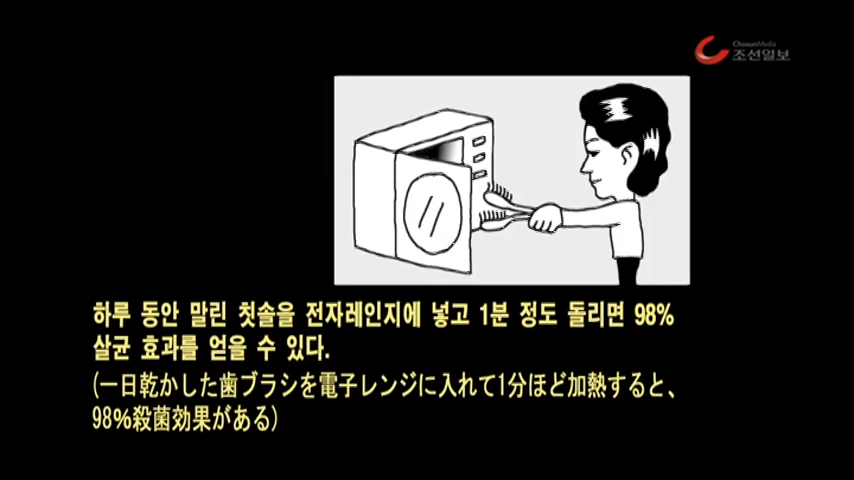 ChosunMedia
조선일보
하루 동안 말린 칫솔을 전자레인지에 넣고 1분 정도 돌리면 98%
살균 효과를 얻을 수 있다.
(一日乾かした歯ブラシを電子レンジに入れて1分ほど加熱すると、
98%殺菌効果がある)